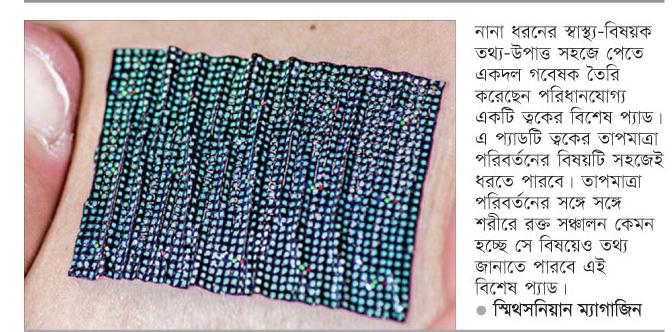 নানা ধরনের স্বাস্থ্য-বিষয়ক
তথ্য-উপাত্ত সহজে পেতে
একদল গবেষক তৈরি
করেছেন পরিধানযোগ্য
একটি ত্বকের বিশেষ প্যাড।
এ প্যাডটি ত্বকের তাপমাত্রা
পরিবর্তনের বিষয়টি সহজেই
ধরতে পারবে। তাপমাত্রা
পরিবর্তনের সঙ্গে সঙ্গে
শরীরে রক্ত সঞ্চালন কেমন
হচ্ছে সে বিষয়েও তথ্য
জানাতে পারবে এই
বিশেষ প্যাড।
● স্মিথসনিয়ান ম্যাগাজিন